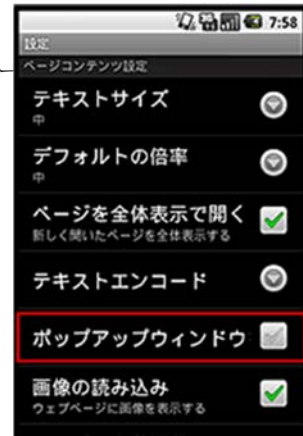 7:58
設定
ページコンテンツ設定
テキストサイズ
中
デフォルトの倍率
中
ページを全体表示で開く
新しく開いたページを全体表示する
テキストエンコード
ポップアップウィンドウ
画像の読み込み
ウェブページに画像を表示する